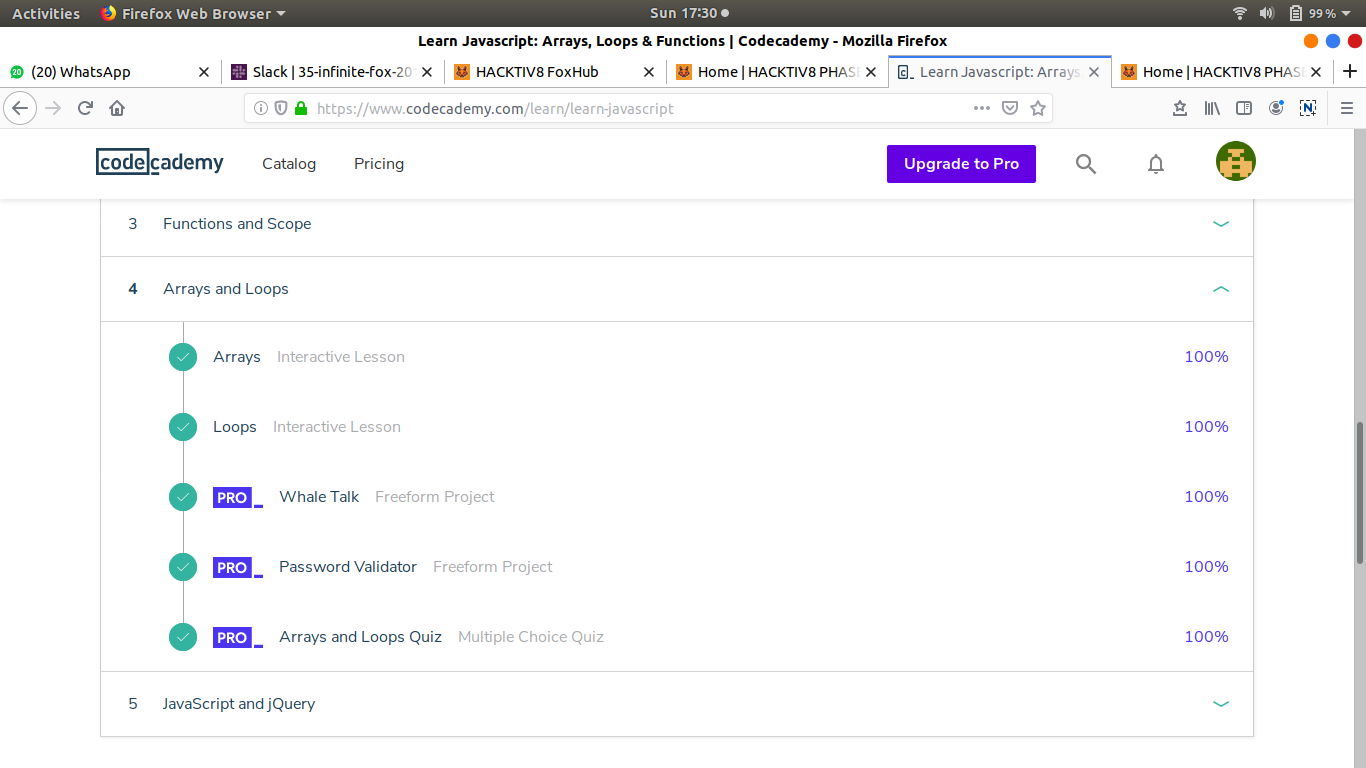 Activities Firefox Web Browser Sun 17:30 99%
Learn Javascript: Arrays, Loops & Functions | Codecademy - Mozilla Firefox
(20) WhatsApp Slack | 35-infinite-fox-20 HACKTIV8 FoxHub Home | HACKTIV8 PHAS Learn Javascript: Arrays Home | HACKTIV8 PHAS
https://www.codecademy.com/learn/learn-javascript
codecademy Catalog Pricing Upgrade to Pro
3 Functions and Scope
4 Arrays and Loops
Arrays Interactive Lesson 100%
Loops Interactive Lesson 100%
PRO Whale Talk Freeform Project 100%
PRO Password Validator Freeform Project 100%
PRO Arrays and Loops Quiz Multiple Choice Quiz 100%
5 JavaScript and jQuery